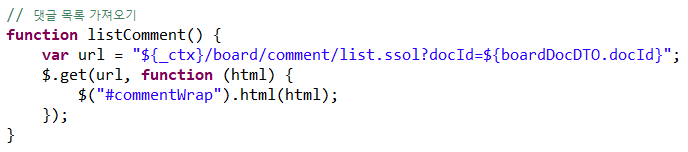 // 댓글 목록 가져오기
function listComment() {
    var url = "${_ctx}/board/comment/list.ssol?docId=${boardDocDTO.docId}";
    $.get(url, function (html) {
        $("#commentWrap").html(html);
    });
}